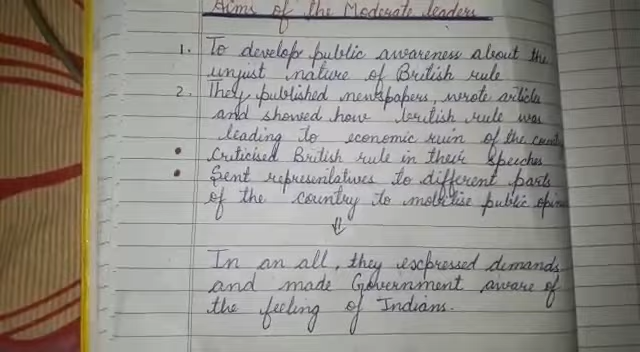 Aims of the Moderate leaders
1. To develop public awareness about the
unjust nature of British rule
2. They published newspapers, wrote article
and showed how british rule was
leading to economic ruin of the
• Criticised British rule in their speeches
• Sent representatives to different parts
of the country to mobilise public
⇓
In an all, they expressed demands
and made Government aware of
the feeling of Indians.